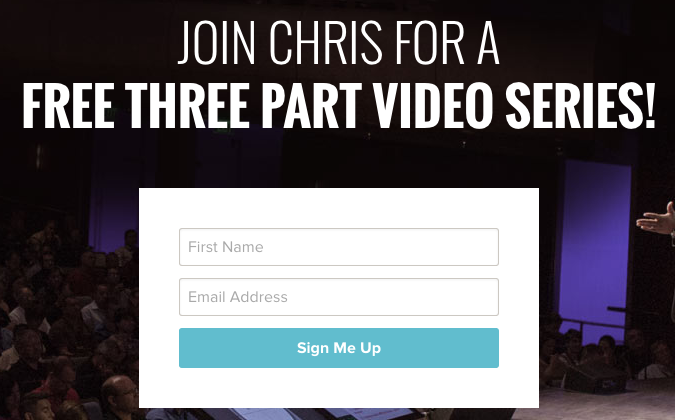 JOIN CHRIS FOR A
FREE THREE PART VIDEO SERIES!
First Name
Email Address
Sign Me Up